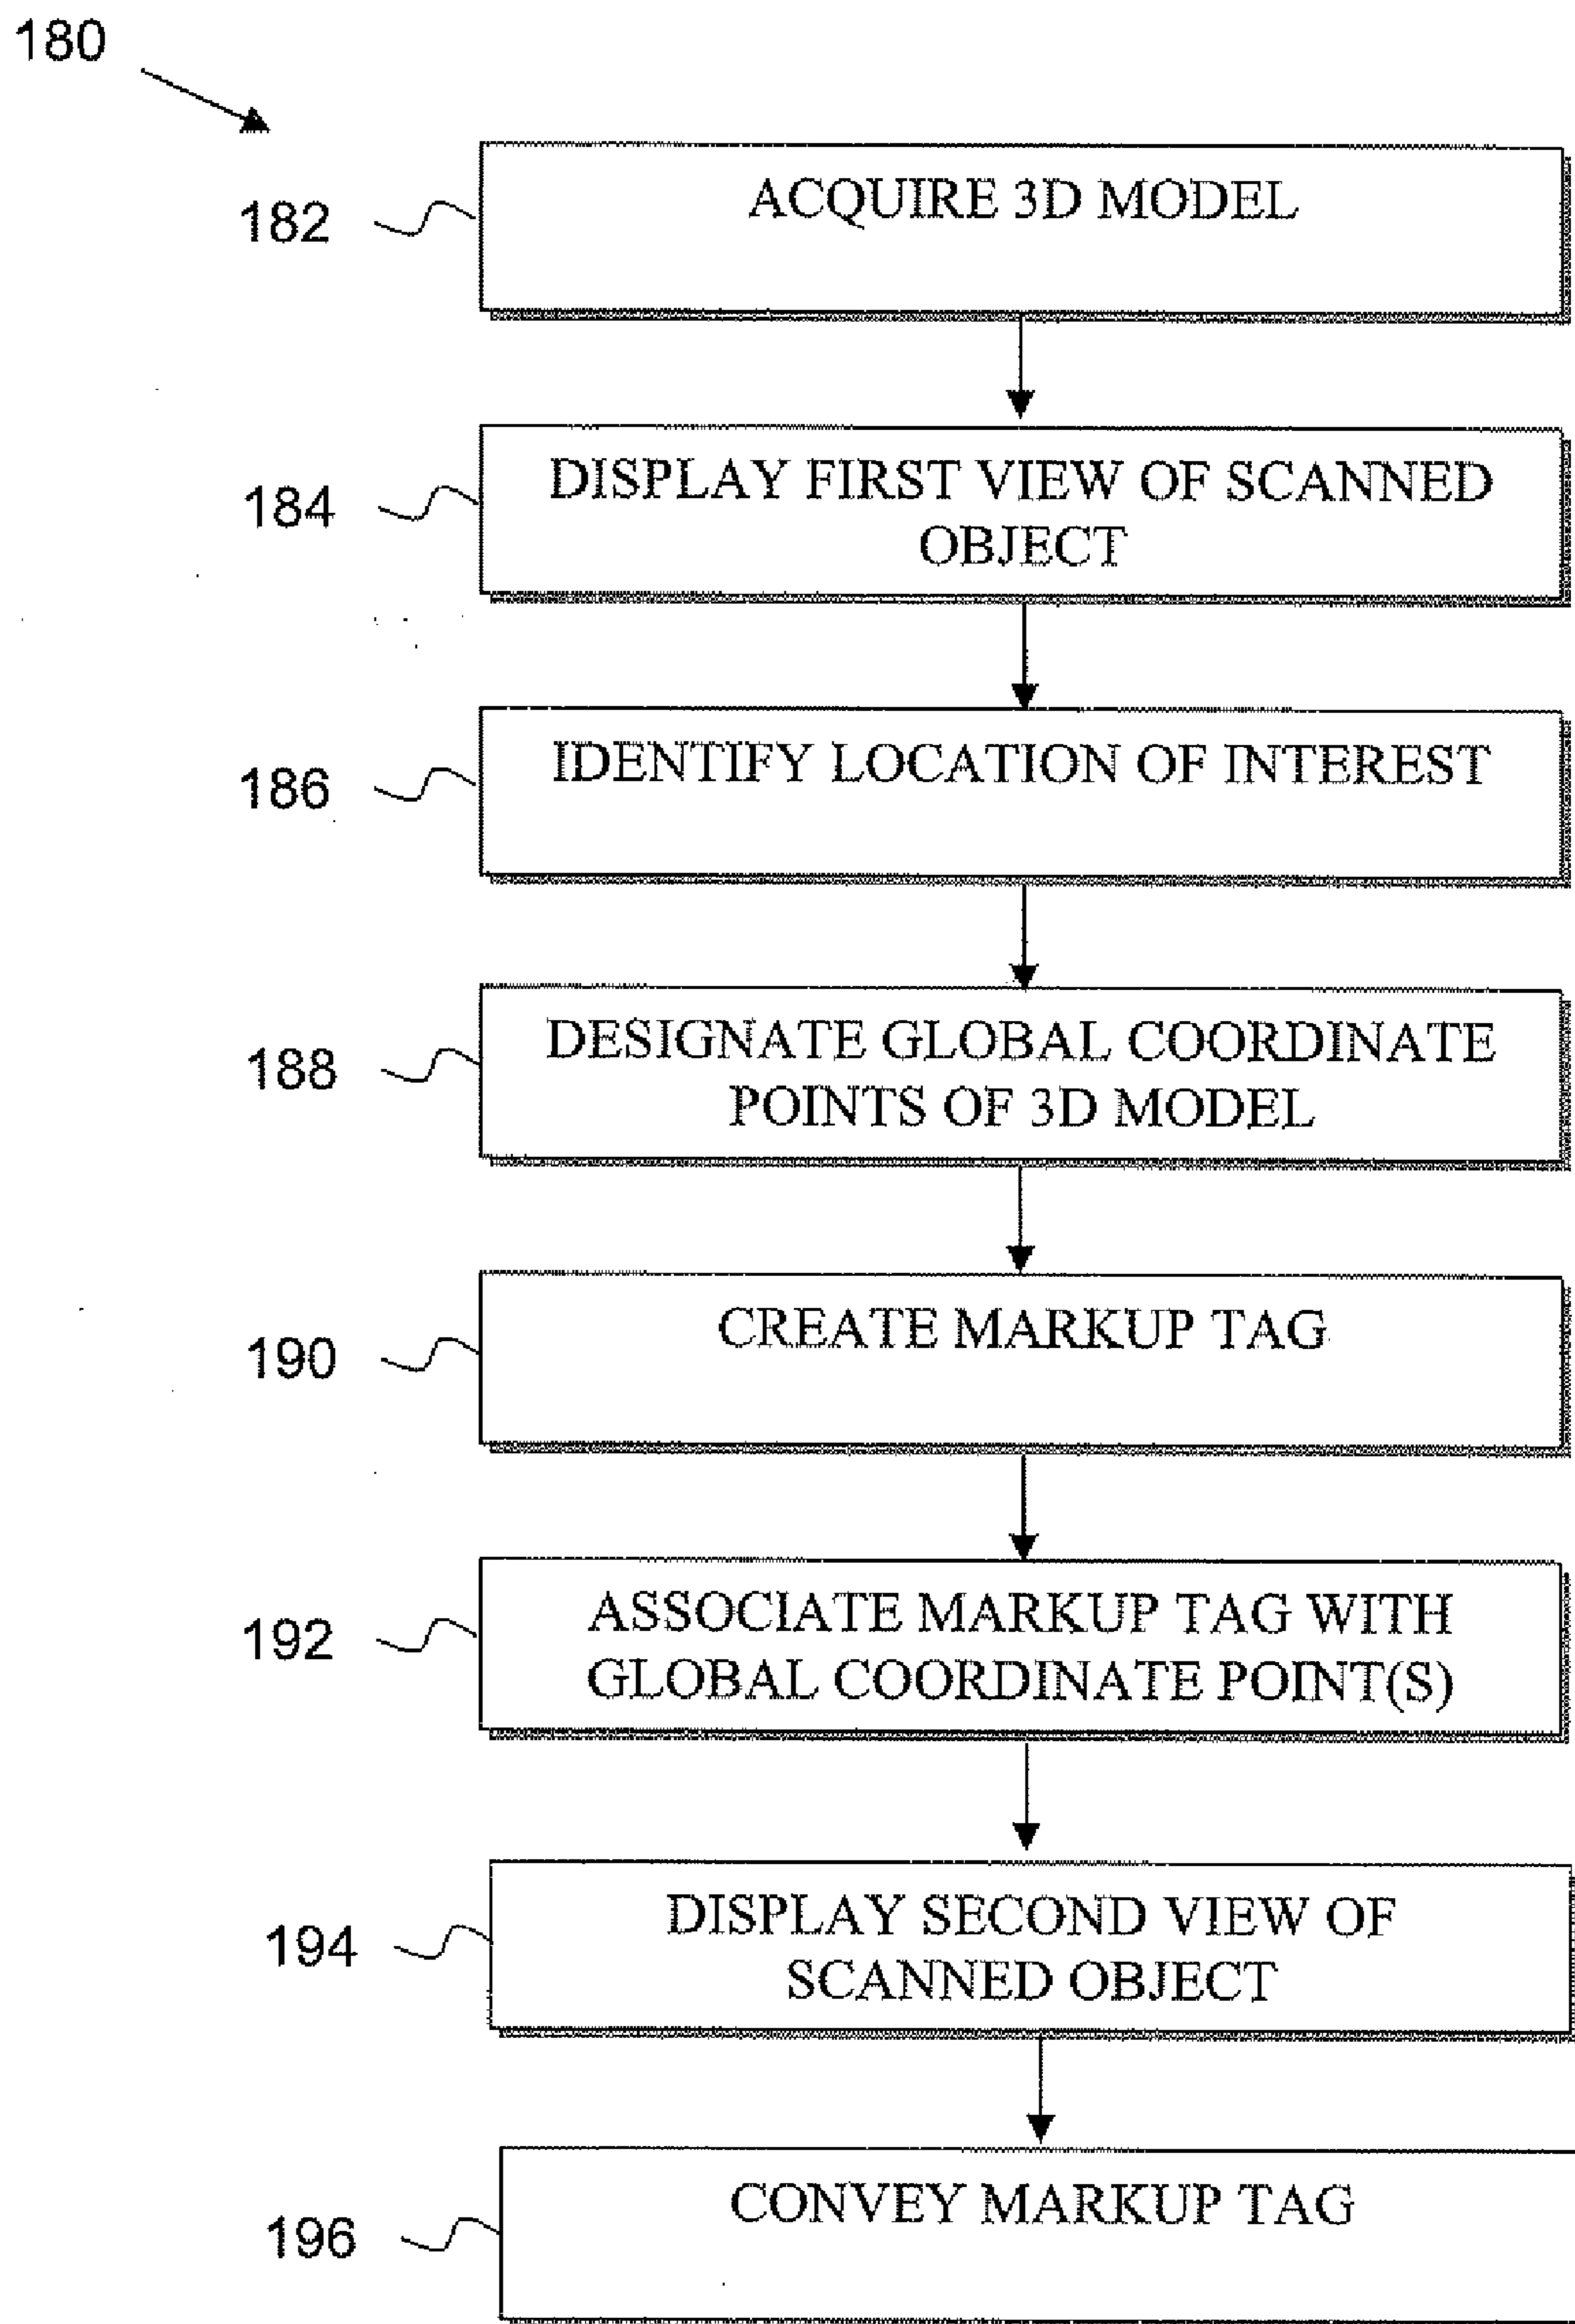 180
182
ACQUIRE 3D MODEL
184
DISPLAY FIRST VIEW OF SCANNED
OBJECT
186
IDENTIFY LOCATION OF INTEREST
188
DESIGNATE GLOBAL COORDINATE
POINTS OF 3D MODEL
190
CREATE MARKUP TAG
192
ASSOCIATE MARKUP TAG WITH
GLOBAL COORDINATE POINT(S)
194
DISPLAY SECOND VIEW OF
SCANNED OBJECT
196
CONVEY MARKUP TAG